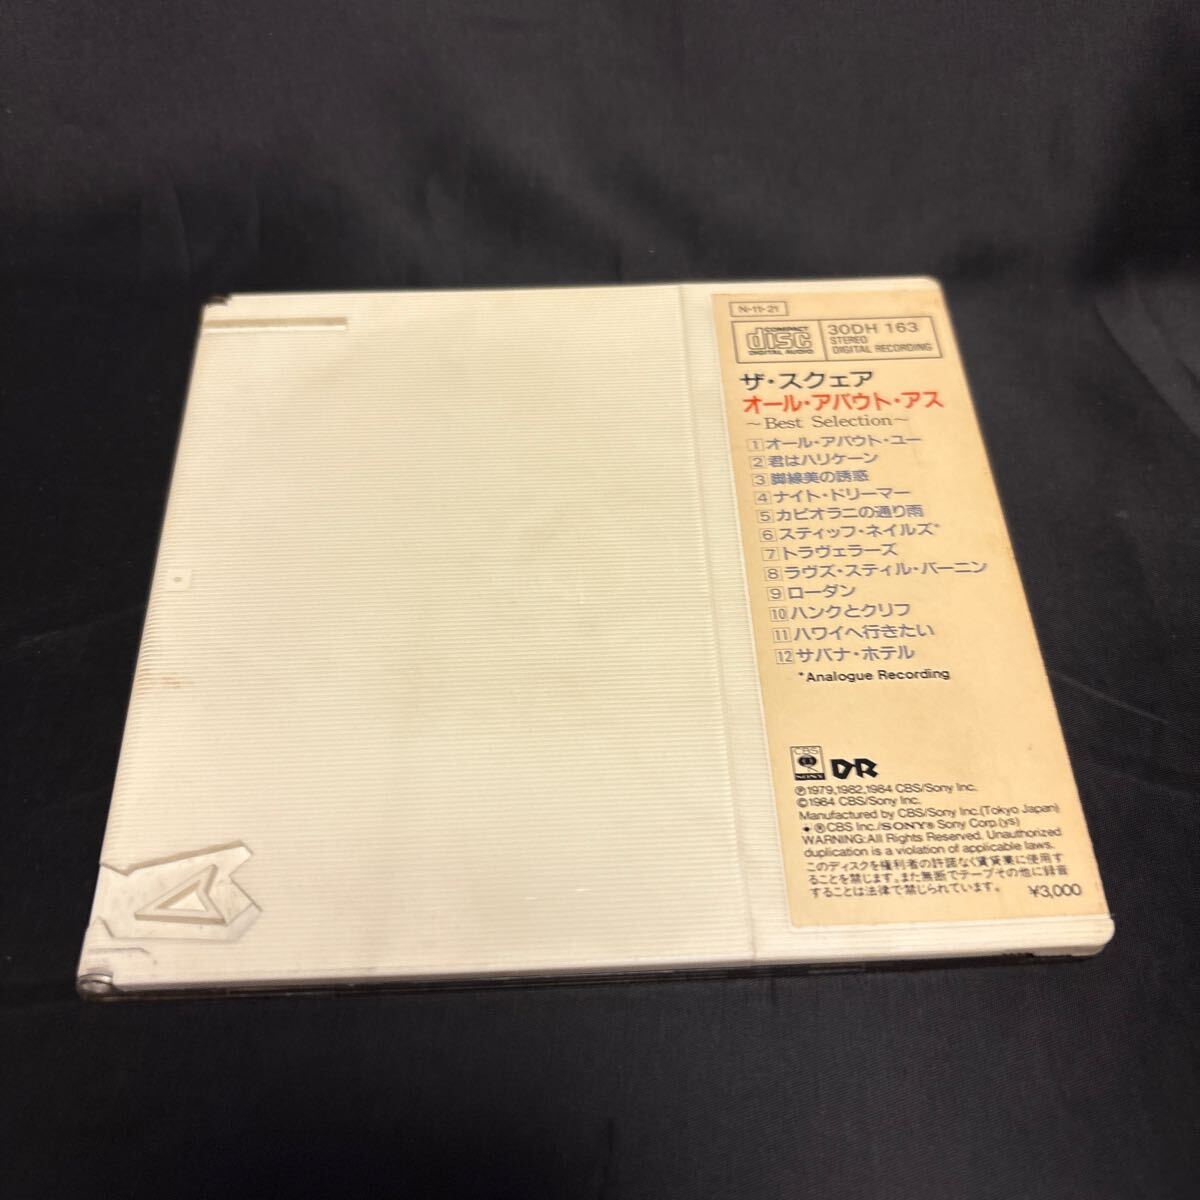 N-11-21
COMPACT
disc
DIGITAL AUDIO
30DH 163
STEREO
DIGITAL RECORDING
ザ・スクェア
オール・アバウト・アス
~Best Selection~
1 オール・アバウト・ユー
2 君はハリケーン
3 脚線美の誘惑
4 ナイト・ドリーマー
5 カピオラニの通り雨
6 スティッフ・ネイルズ*
7 トラヴェラーズ
8 ラヴズ・スティル・バーニン
9 ローダン
10 ハンクとクリフ
11 ハワイへ行きたい
12 サバナ・ホテル
*Analogue Recording
CBS
SONY
DR
Ⓟ1979,1982,1984 CBS/Sony Inc.
©1984 CBS/Sony Inc.
Manufactured by CBS/Sony Inc.(Tokyo Japan)
◆®CBS Inc./SONY® Sony Corp.(ys)
WARNING:All Rights Reserved. Unauthorized
duplication is a violation of applicable laws.
このディスクを権利者の許諾なく賃貸業に使用す
ることを禁じます。また無断でテープその他に録音
することは法律で禁じられています。 ¥3,000